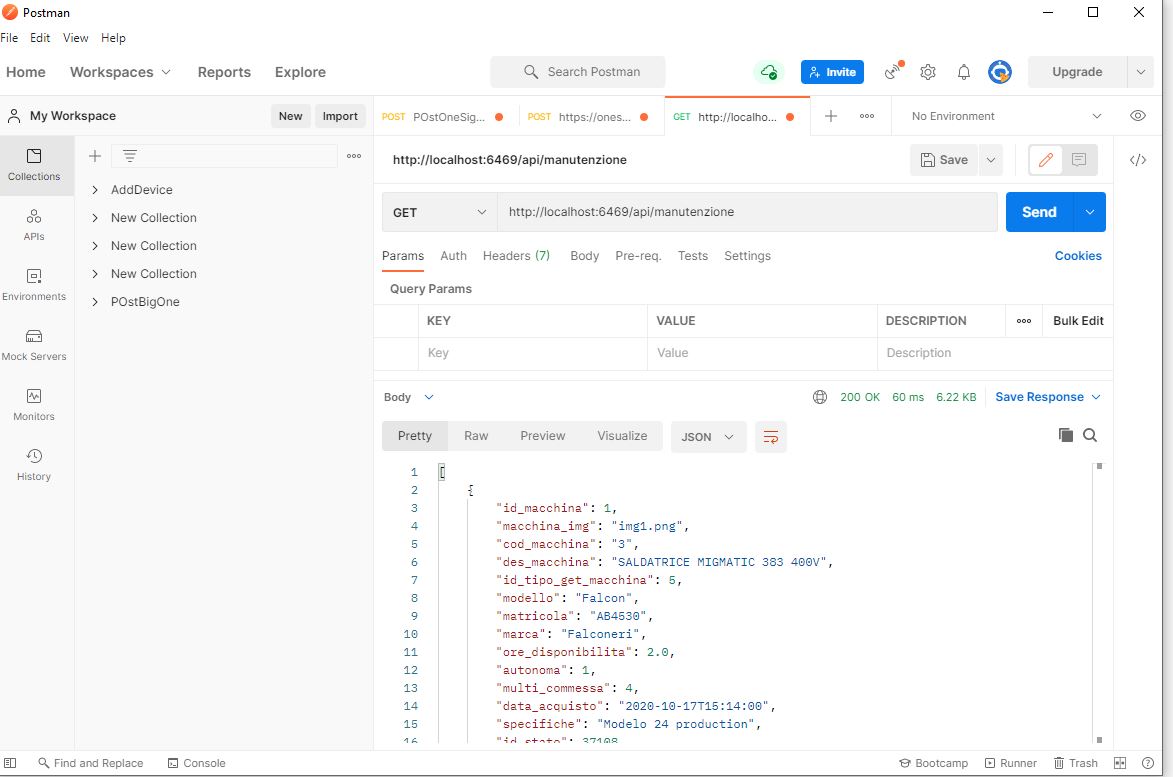 Postman
File Edit View Help
Home Workspaces Reports Explore Search Postman Invite Upgrade
My Workspace New Import
POST POstOneSig... POST https://ones... GET http://localho... No Environment
Collections
APIs
Environments
Mock Servers
Monitors
History
AddDevice
New Collection
New Collection
New Collection
POstBigOne
http://localhost:6469/api/manutenzione Save
GET http://localhost:6469/api/manutenzione Send
Params Auth Headers (7) Body Pre-req. Tests Settings Cookies
Query Params
KEY VALUE DESCRIPTION Bulk Edit
Key Value Description
Body 200 OK 60 ms 6.22 KB Save Response
Pretty Raw Preview Visualize JSON
1 [
2 {
3 "id_macchina": 1,
4 "macchina_img": "img1.png",
5 "cod_macchina": "3",
6 "des_macchina": "SALDATRICE MIGMATIC 383 400V",
7 "id_tipo_get_macchina": 5,
8 "modello": "Falcon",
9 "matricola": "AB4530",
10 "marca": "Falconeri",
11 "ore_disponibilita": 2.0,
12 "autonoma": 1,
13 "multi_commessa": 4,
14 "data_acquisto": "2020-10-17T15:14:00",
15 "specifiche": "Modelo 24 production",
16 "id_stato": 37108,
Find and Replace Console Bootcamp Runner Trash